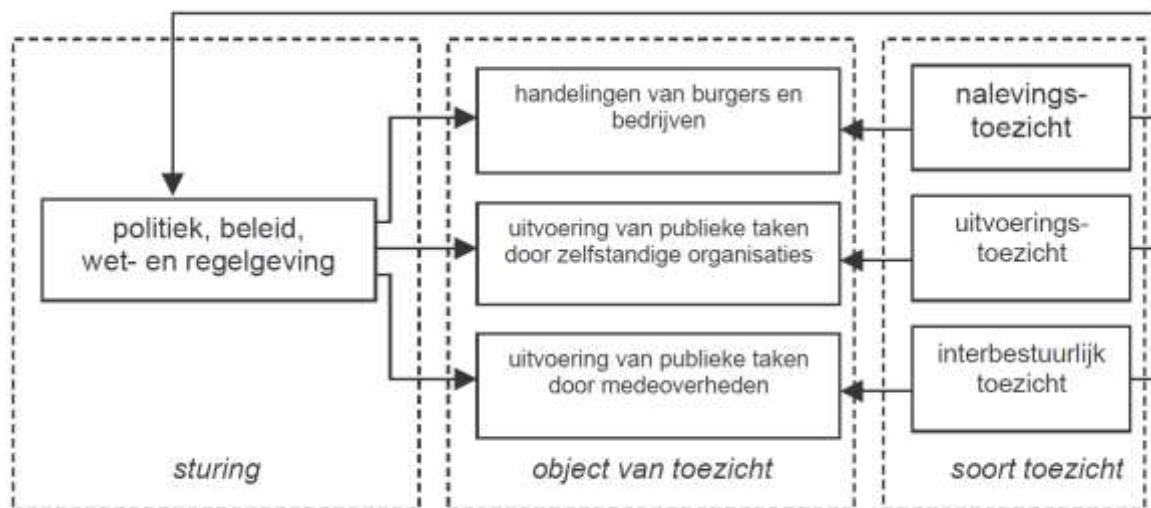 handelingen van burgers en
bedrijven
nalevings-
toezicht
politiek, beleid,
wet- en regelgeving
uitvoering van publieke taken
door zelfstandige organisaties
uitvoerings-
toezicht
uitvoering van publieke taken
door medeoverheden
interbestuurlijk
toezicht
sturing
object van toezicht
soort toezicht